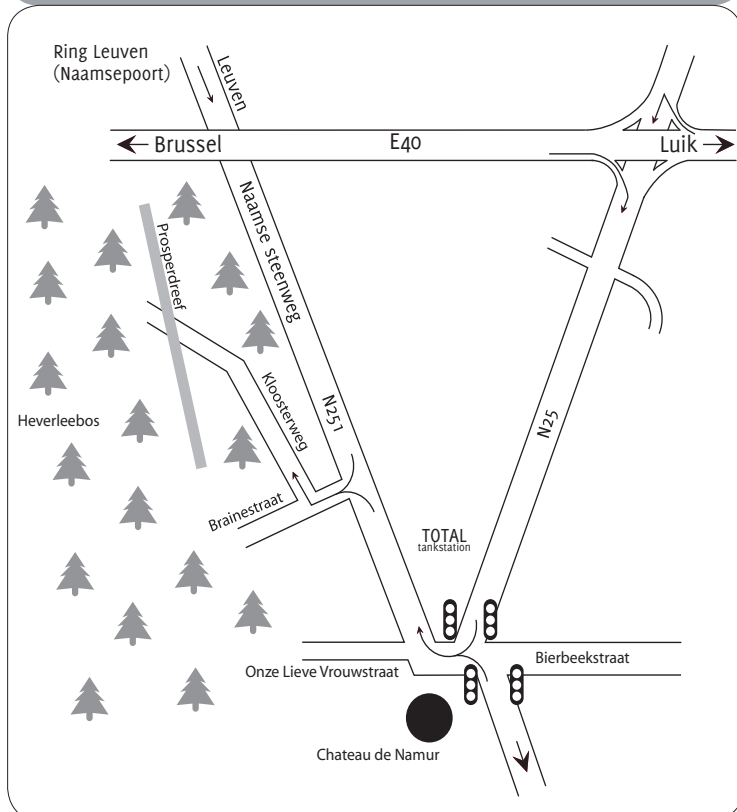 Ring Leuven
(Naamsepoort)
Leuven
Brussel
E40
Luik
Naamse steenweg
Prosperdreef
Kloosterweg
N251
N25
Heverleebos
Brainestraat
TOTAL
tankstation
Bierbeekstraat
Onze Lieve Vrouwstraat
Chateau de Namur